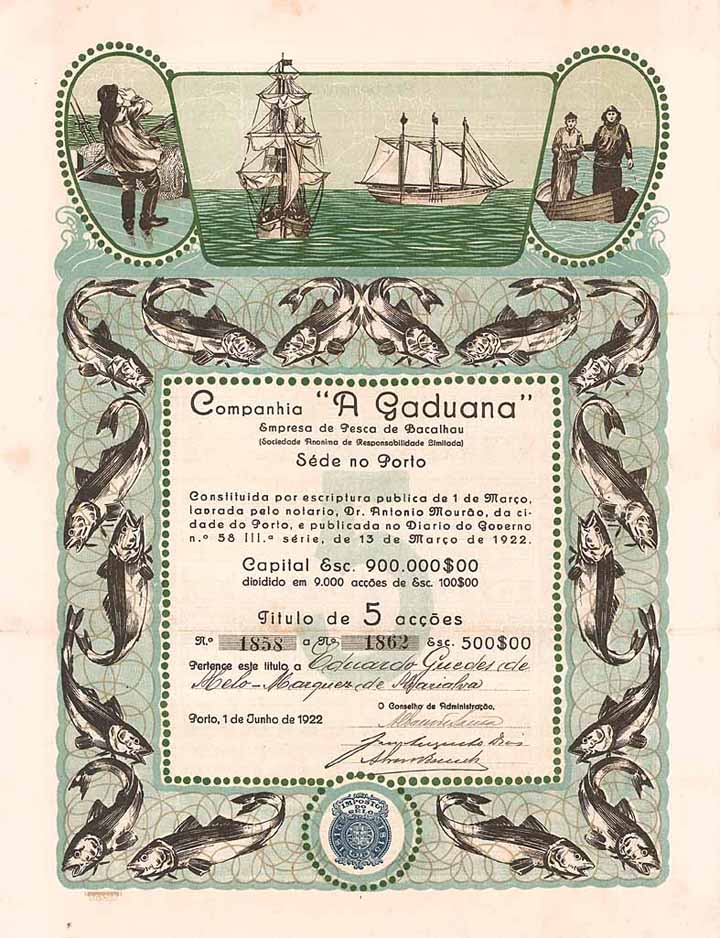 Companhia "A Gaduana"
Empresa de Pesca de Bacalhau
(Sociedade Anonima de Responsabilidade Limitada)
Séde no Porto
Constituida por escriptura publica de 1 de Março,
lavrada pelo notario, Dr. Antonio Mourão, da ci-
dade do Porto, e publicada no Diario do Governo
n.º 58 III.ª série, de 13 de Março de 1922.
Capital Esc. 900.000$00
dividido em 9.000 acções de Esc. 100$00
Titulo de 5 acções
N.º 1858 a N.º 1862 Esc. 500$00
Pertence este titulo a Eduardo Guedes de
Melo-Marquez de Marialva
O Conselho de Administração,
Porto, 1 de Junho de 1922
IMPOSTO
DO
SELO